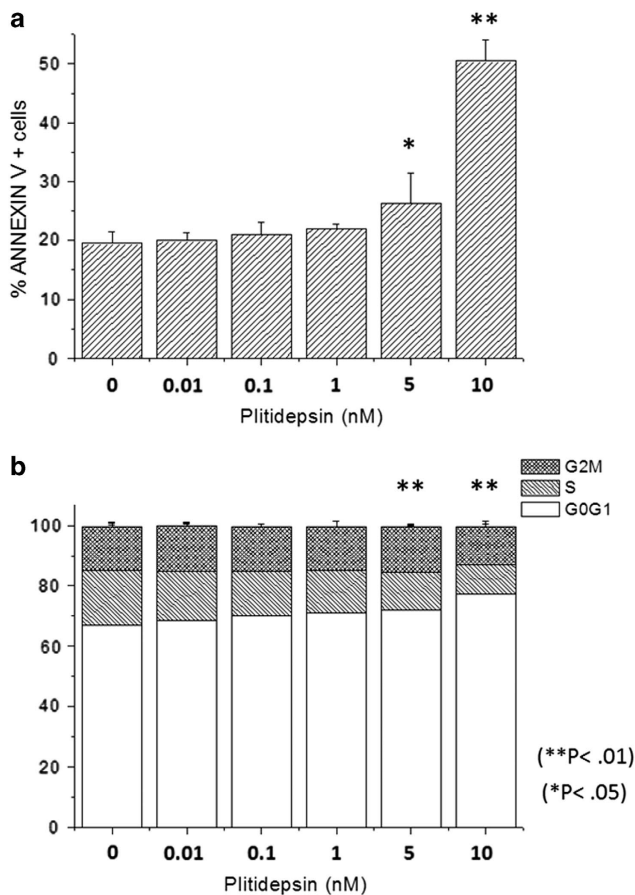 a
**
*
50
40
30
20
10
0
% ANNEXIN V + cells
0 0.01 0.1 1 5 10
Plitidepsin (nM)
b
** **
G2M
S
G0G1
100
80
60
40
20
0
(**P< .01)
(*P< .05)
0 0.01 0.1 1 5 10
Plitidepsin (nM)